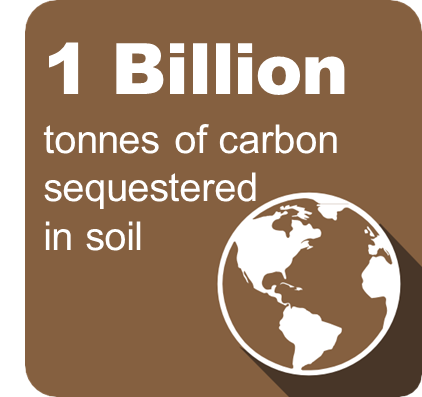 1 Billion
tonnes of carbon
sequestered
in soil